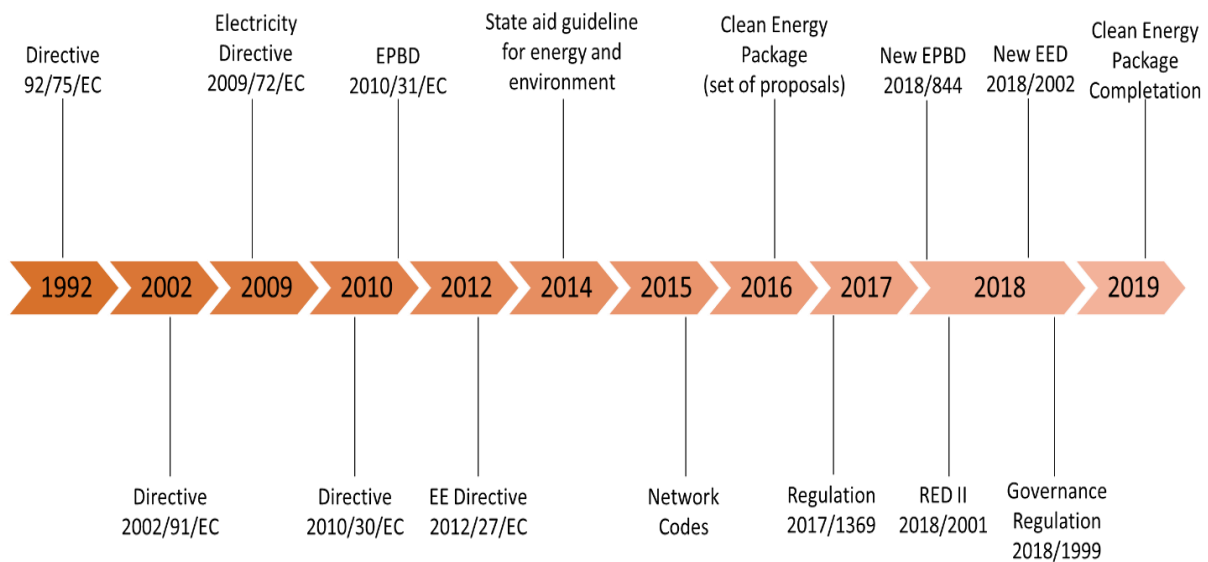 Directive
92/75/EC
Electricity
Directive
2009/72/EC
EPBD
2010/31/EC
State aid guideline
for energy and
environment
Clean Energy
Package
(set of proposals)
New EPBD
2018/844
New EED
2018/2002
Clean Energy
Package
Completation
1992
2002
2009
2010
2012
2014
2015
2016
2017
2018
2019
Directive
2002/91/EC
Directive
2010/30/EC
EE Directive
2012/27/EC
Network
Codes
Regulation
2017/1369
RED II
2018/2001
Governance
Regulation
2018/1999